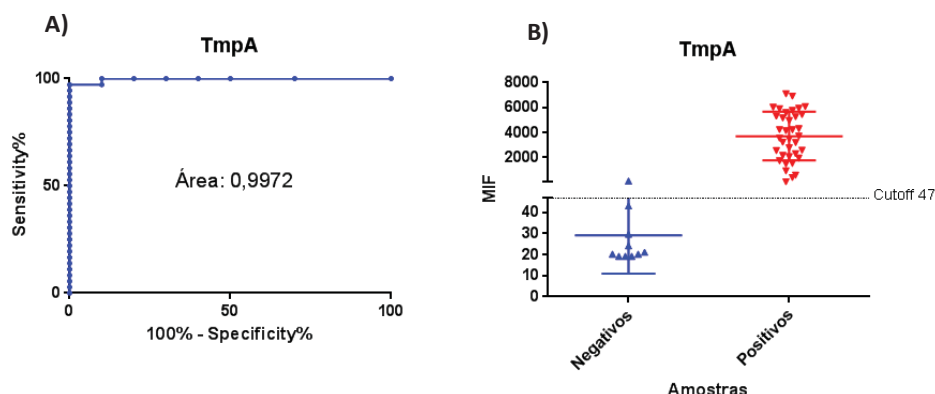 A)
TmpA
Sensitivity%
100
50
0
Área: 0,9972
0
50
100
100% - Specificity%
B)
TmpA
MIF
8000
6000
4000
2000
40
30
20
10
0
Cutoff 47
Negativos
Positivos
Amostras